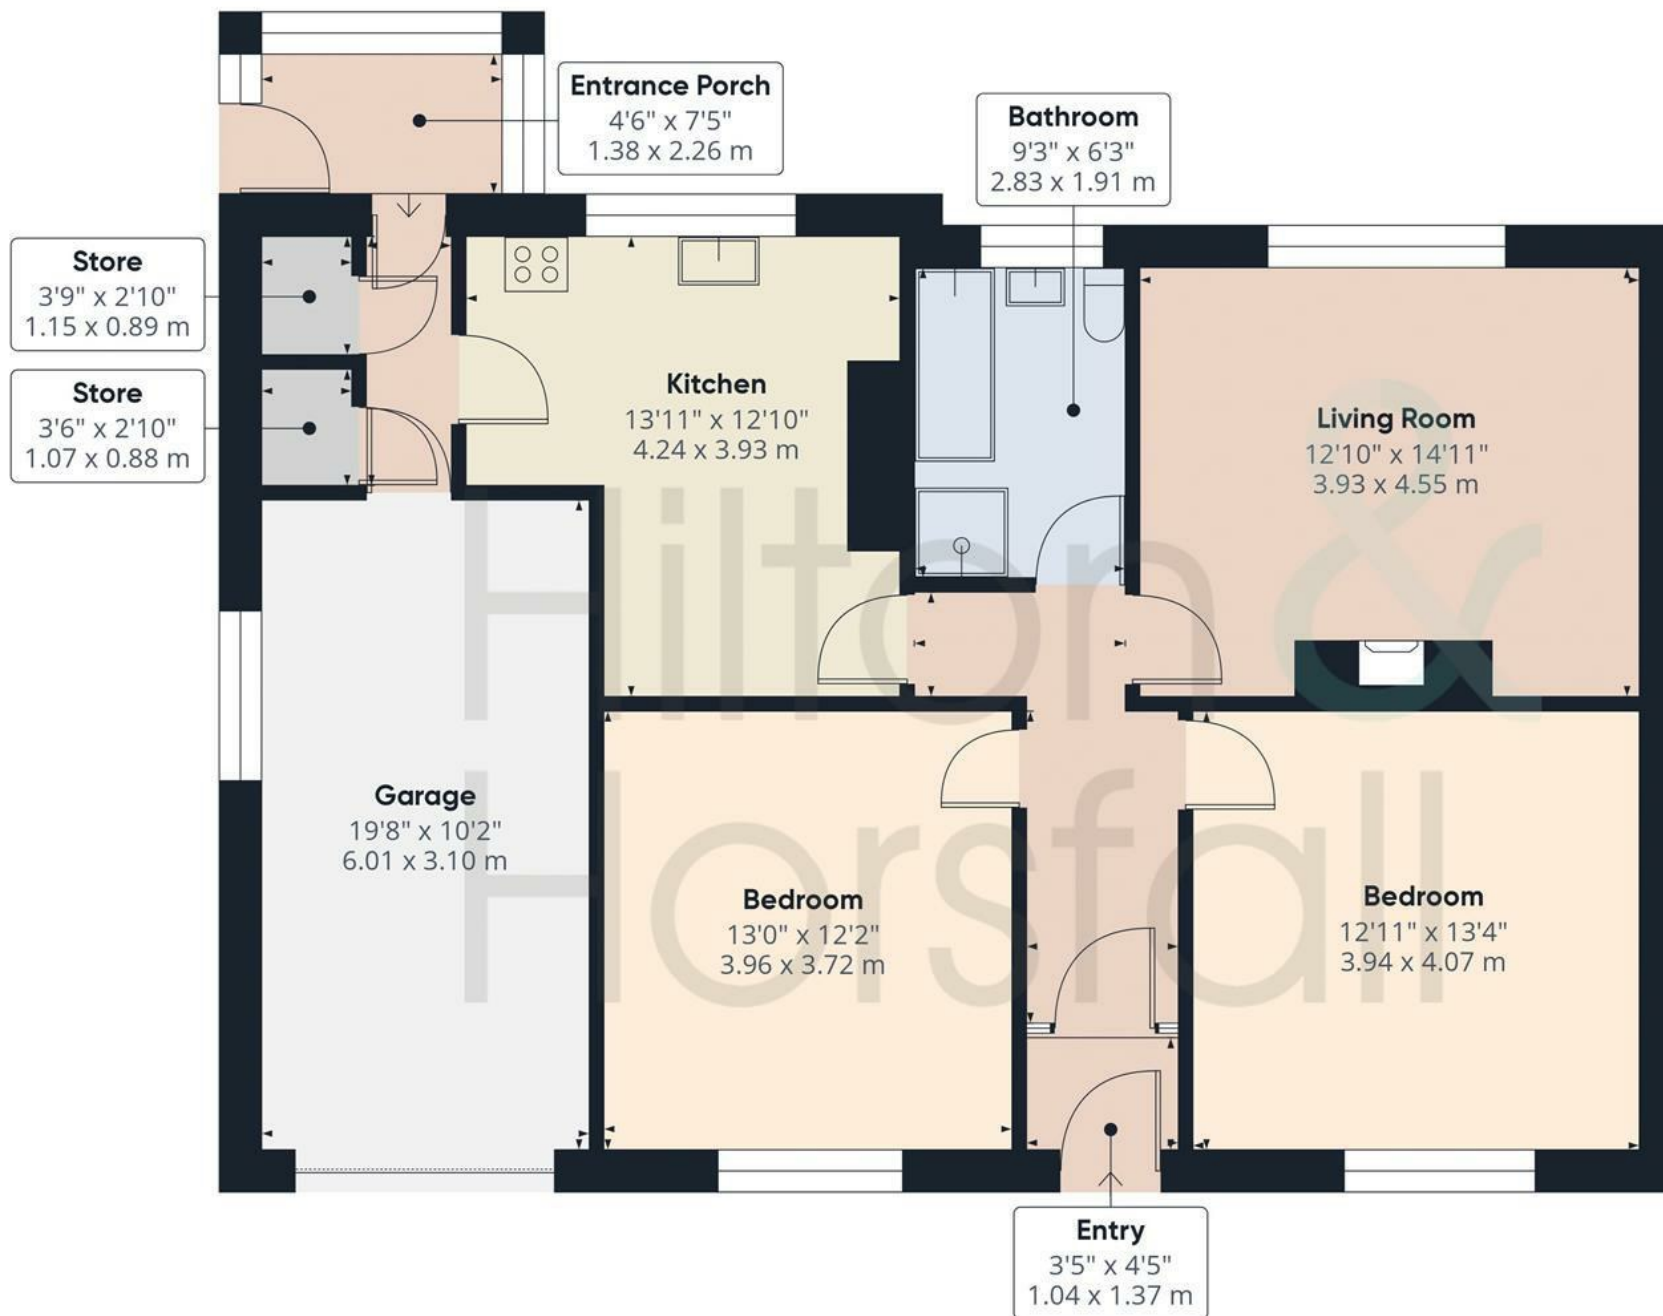 Entrance Porch
4'6" x 7'5"
1.38 x 2.26 m
Bathroom
9'3" x 6'3"
2.83 x 1.91 m
Store
3'9" x 2'10"
1.15 x 0.89 m
Store
3'6" x 2'10"
1.07 x 0.88 m
Kitchen
13'11" x 12'10"
4.24 x 3.93 m
Living Room
12'10" x 14'11"
3.93 x 4.55 m
Hilton &
Horsfall
Garage
19'8" x 10'2"
6.01 x 3.10 m
Bedroom
13'0" x 12'2"
3.96 x 3.72 m
Bedroom
12'11" x 13'4"
3.94 x 4.07 m
Entry
3'5" x 4'5"
1.04 x 1.37 m